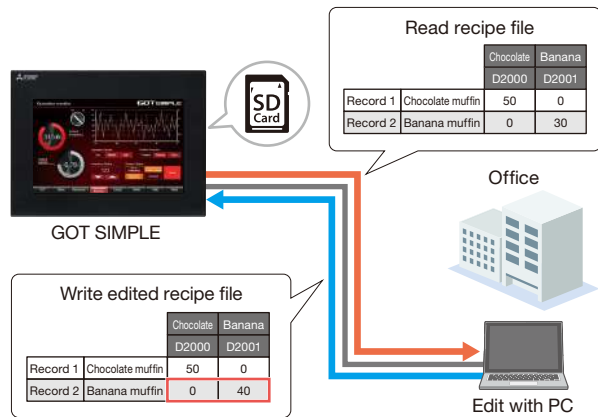 Read recipe file
Chocolate Banana
D2000 D2001
Record 1 Chocolate muffin 50 0
Record 2 Banana muffin 0 30
SD
Card
GOT SIMPLE
GOT SIMPLE
Office
Write edited recipe file
Chocolate Banana
D2000 D2001
Record 1 Chocolate muffin 50 0
Record 2 Banana muffin 0 40
Edit with PC